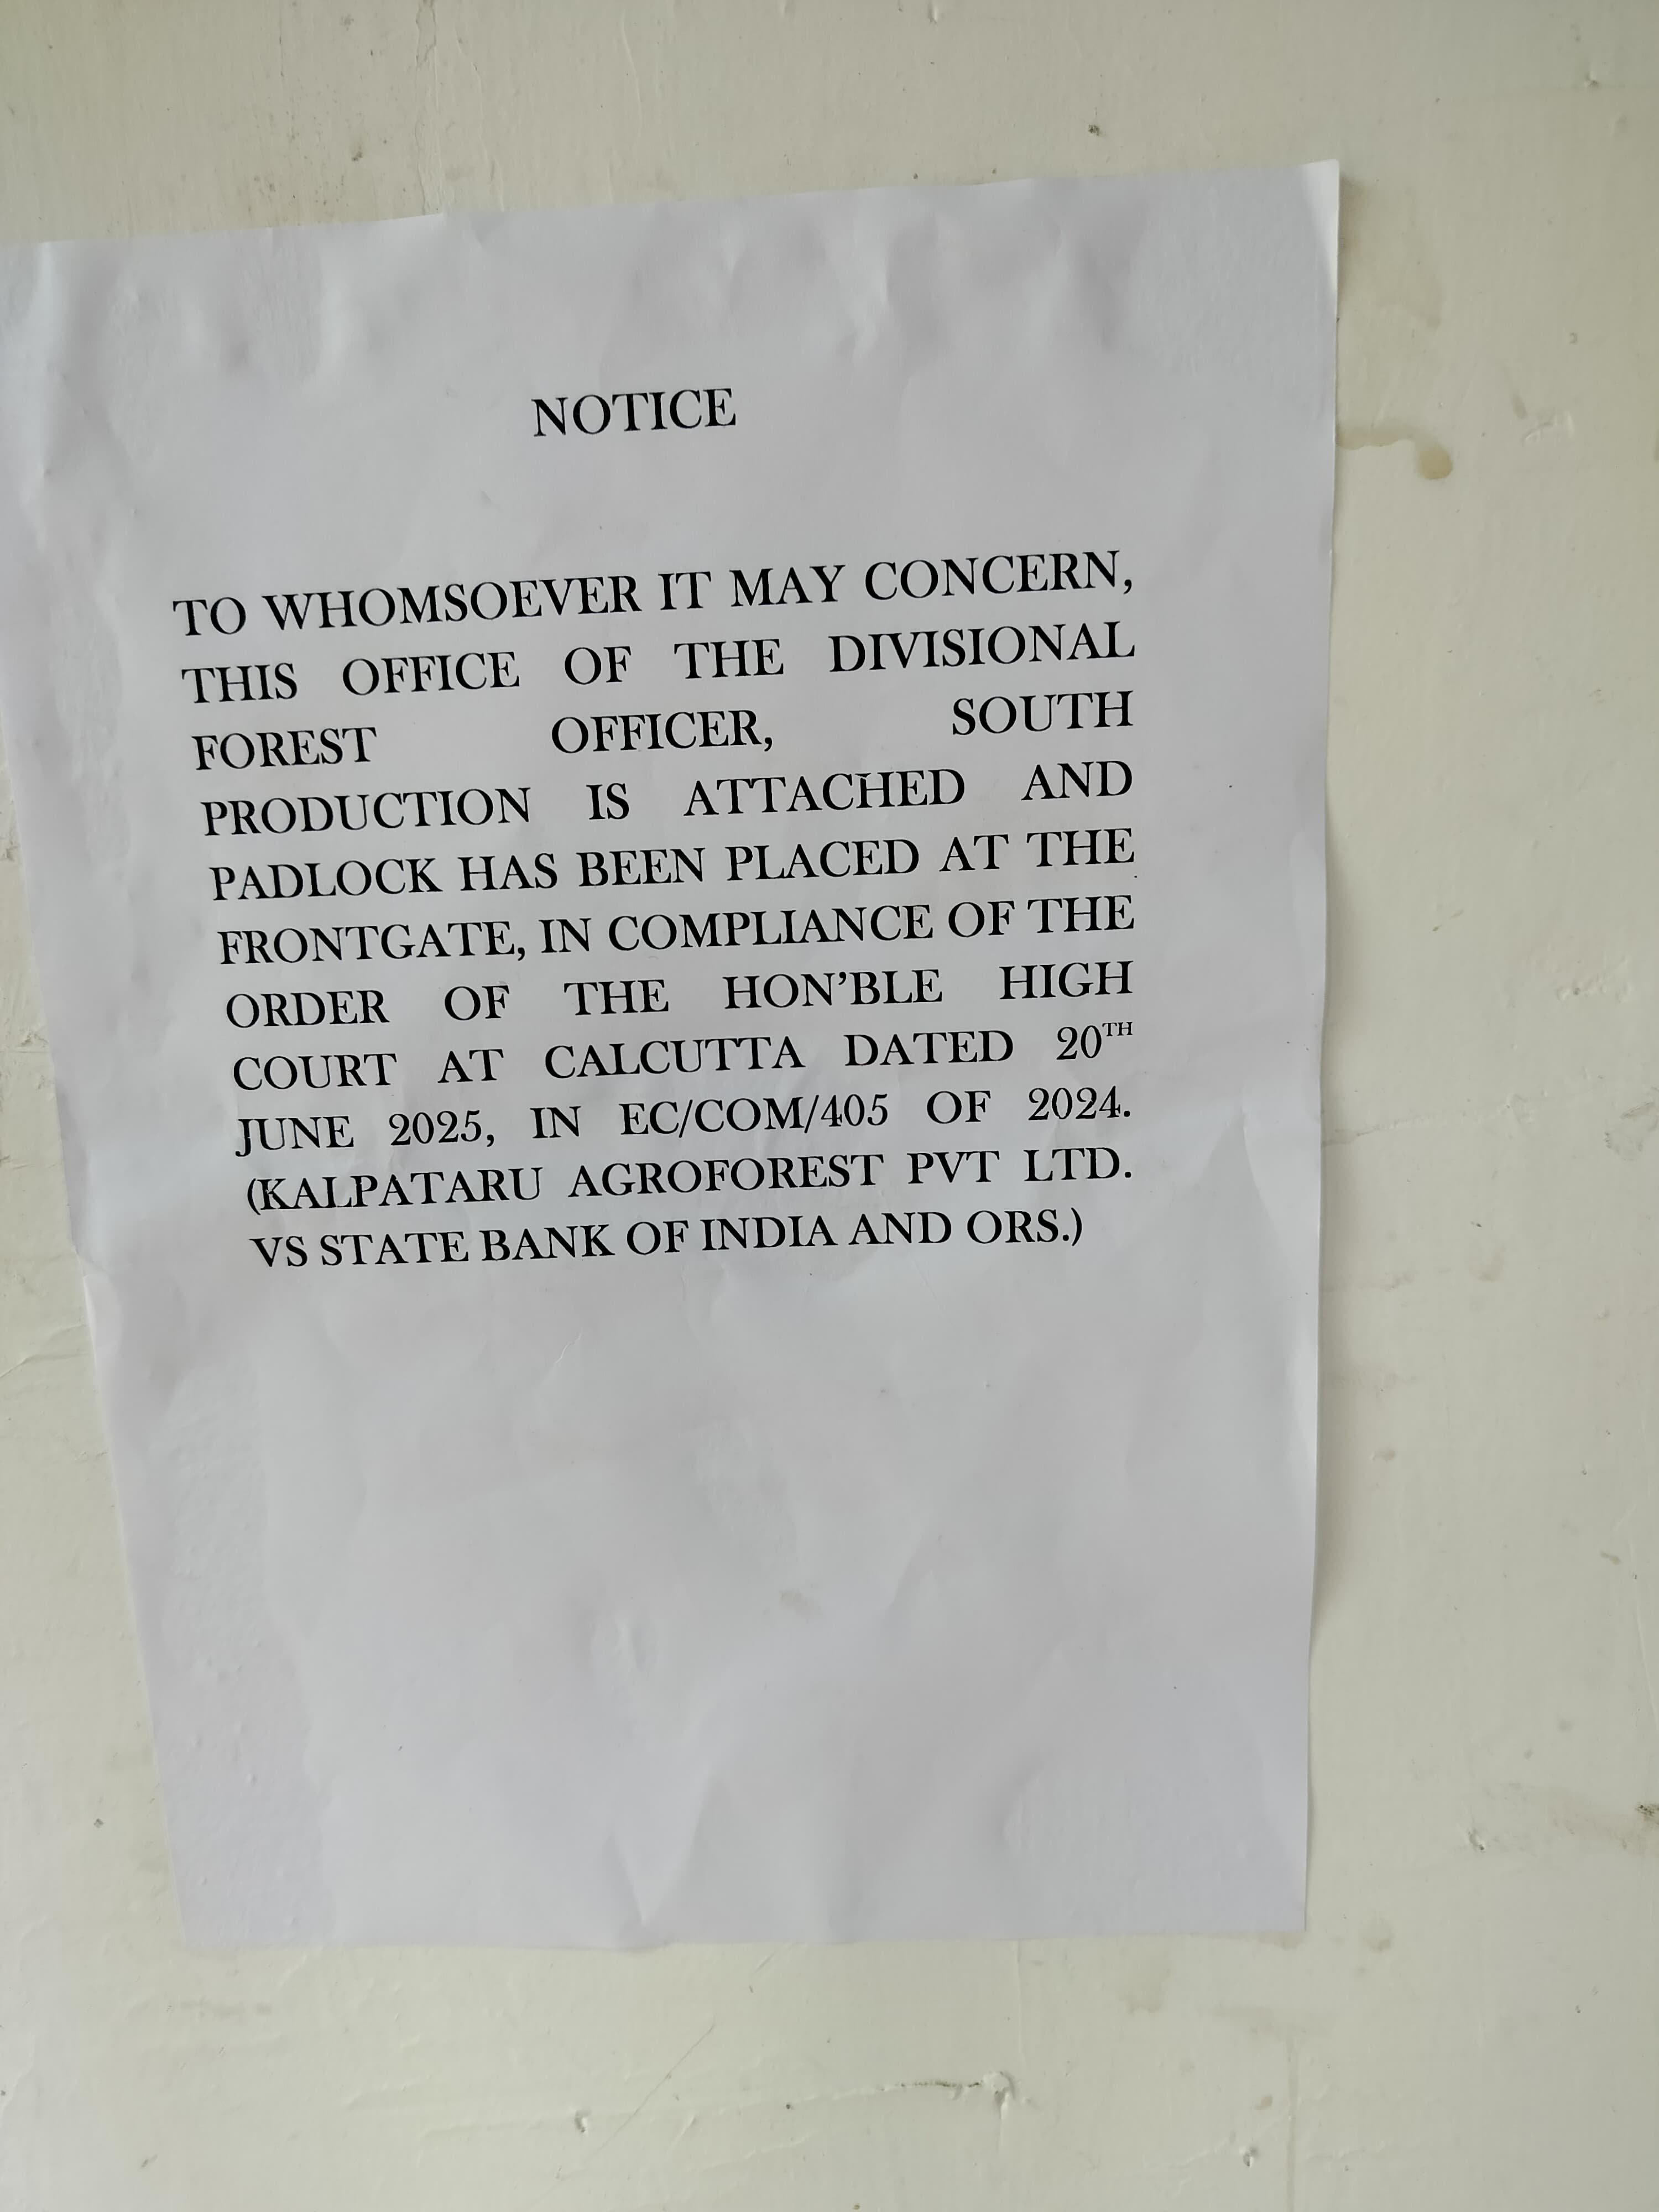 NOTICE
TO WHOMSOEVER IT MAY CONCERN,
THIS OFFICE OF THE DIVISIONAL
FOREST OFFICER, SOUTH
PRODUCTION IS ATTACHED AND
PADLOCK HAS BEEN PLACED AT THE
FRONTGATE, IN COMPLIANCE OF THE
ORDER OF THE HON'BLE HIGH
COURT AT CALCUTTA DATED 20TH
JUNE 2025, IN EC/COM/405 OF 2024.
(KALPATARU AGROFOREST PVT LTD.
VS STATE BANK OF INDIA AND ORS.)